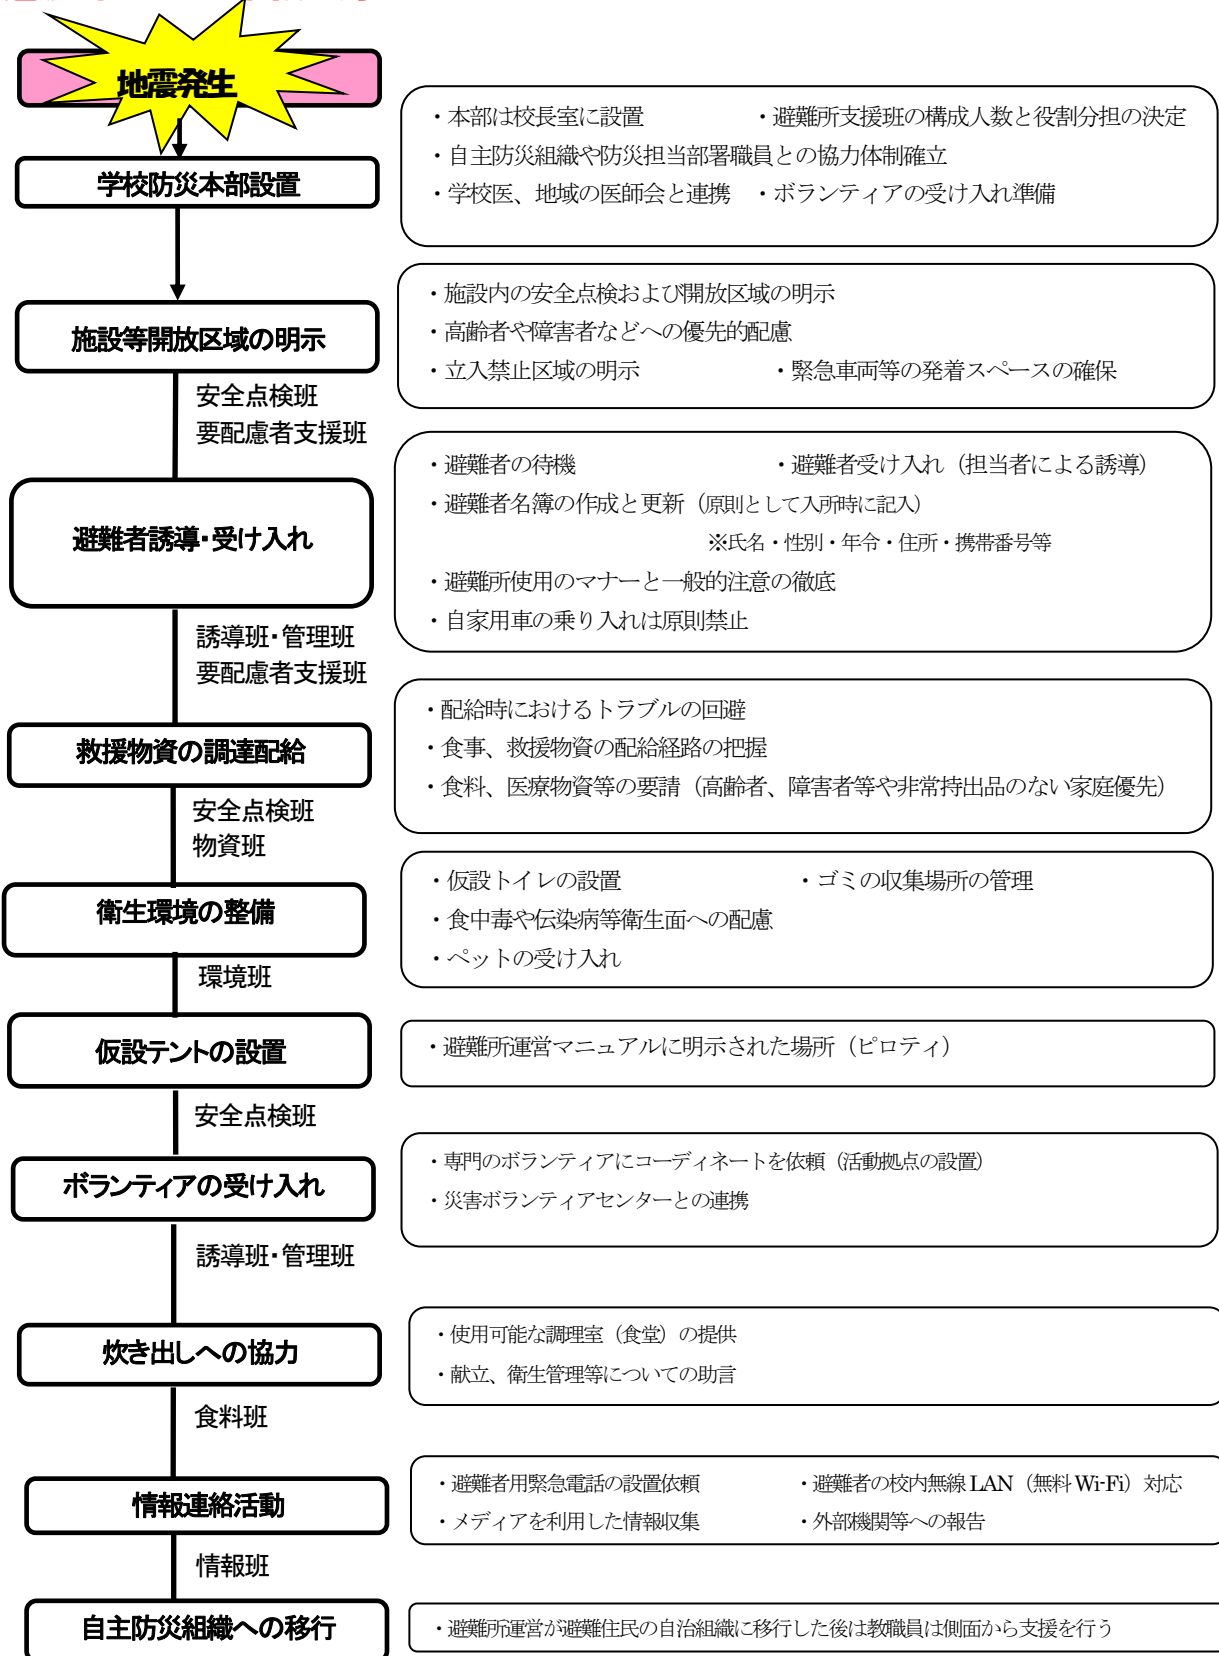 地震発生
・本部は校長室に設置　・避難所支援班の構成人数と役割分担の決定
・自主防災組織や防災担当部署職員との協力体制確立
・学校医、地域の医師会と連携　・ボランティアの受け入れ準備
学校防災本部設置
・施設内の安全点検および開放区域の明示
・高齢者や障害者などへの優先的配慮
・立入禁止区域の明示　・緊急車両等の発着スペースの確保
施設等開放区域の明示
安全点検班
要配慮者支援班
・避難者の待機　・避難者受け入れ（担当者による誘導）
・避難者名簿の作成と更新（原則として入所時に記入）
※氏名・性別・年令・住所・携帯番号等
・避難所使用のマナーと一般的注意の徹底
・自家用車の乗り入れは原則禁止
避難者誘導・受け入れ
誘導班・管理班
要配慮者支援班
・配給時におけるトラブルの回避
・食事、救援物資の配給経路の把握
・食料、医療物資等の要請（高齢者、障害者等や非常持出品のない家庭優先）
救援物資の調達配給
安全点検班
物資班
・仮設トイレの設置　・ゴミの収集場所の管理
・食中毒や伝染病等衛生面への配慮
・ペットの受け入れ
衛生環境の整備
環境班
仮設テントの設置
・避難所運営マニュアルに明示された場所（ピロティ）
安全点検班
・専門のボランティアにコーディネートを依頼（活動拠点の設置）
・災害ボランティアセンターとの連携
ボランティアの受け入れ
誘導班・管理班
・使用可能な調理室（食堂）の提供
・献立、衛生管理等についての助言
炊き出しへの協力
食料班
・避難者用緊急電話の設置依頼　・避難者の校内無線LAN（無料Wi-Fi）対応
・メディアを利用した情報収集　・外部機関等への報告
情報連絡活動
情報班
自主防災組織への移行
・避難所運営が避難住民の自治組織に移行した後は教職員は側面から支援を行う